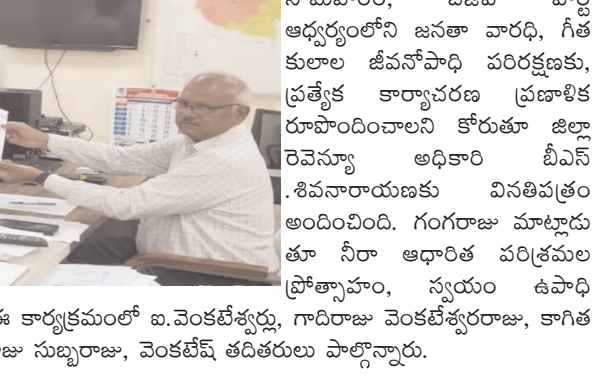 ఆధ్వర్యంలోని జనతా వారధి, గీత
కులాల జీవనోపాధి పరిరక్షణకు,
ప్రత్యేక కార్యాచరణ ప్రణాళిక
రూపొందించాలని కోరుతూ జిల్లా
రెవెన్యూ అధికారి బీఎస్
.శివనారాయణకు వినతిపత్రం
అందించింది. గంగరాజు మాట్లాడు
తూ నీరా ఆధారిత పరిశ్రమల
ప్రోత్సాహం, స్వయం ఉపాధి
ఈ కార్యక్రమంలో ఐ.వెంకటేశ్వర్లు, గాదిరాజు వెంకటేశ్వరరాజు, కాగిత
రాజు సుబ్బరాజు, వెంకటేష్ తదితరులు పాల్గొన్నారు.